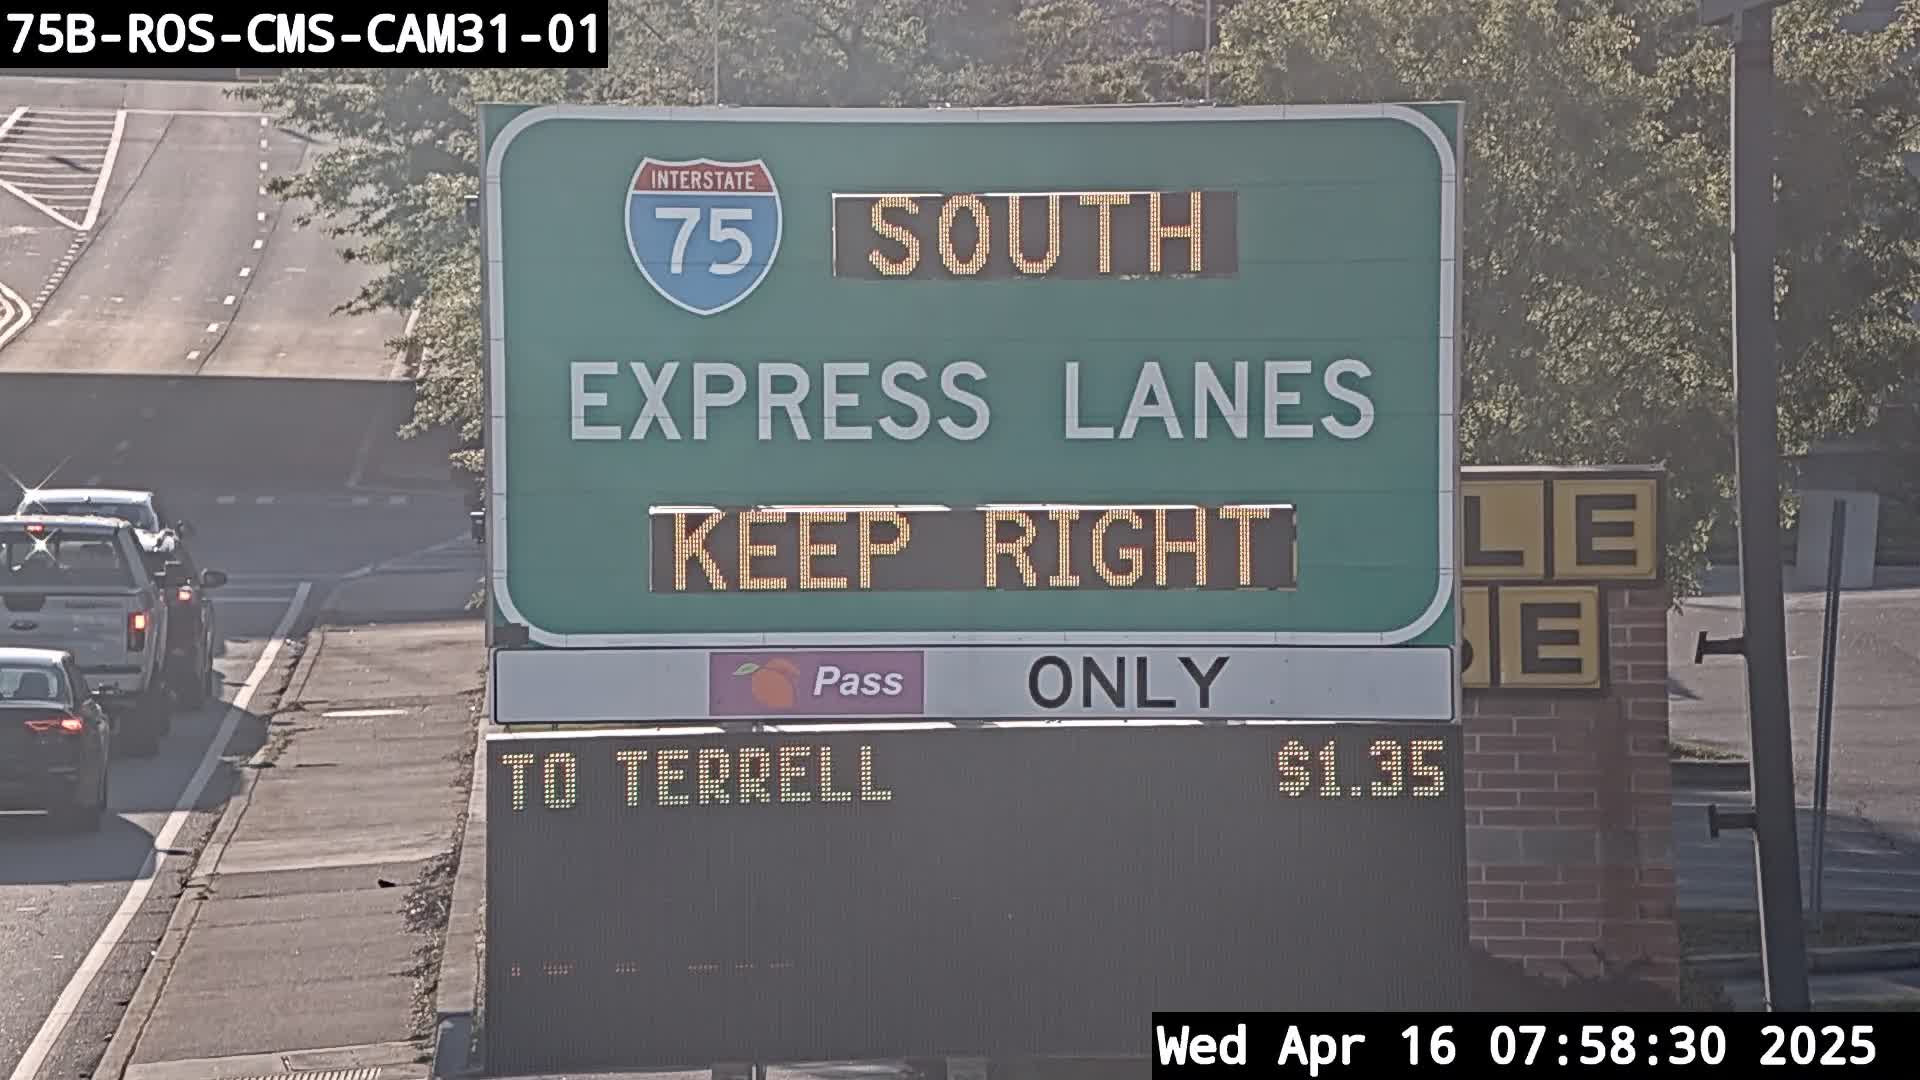 75B-ROS-CMS-CAM31-01
INTERSTATE
75
SOUTH
EXPRESS LANES
KEEP RIGHT
LE
E
Pass ONLY
TO TERRELL $1.35
Wed Apr 16 07:58:30 2025